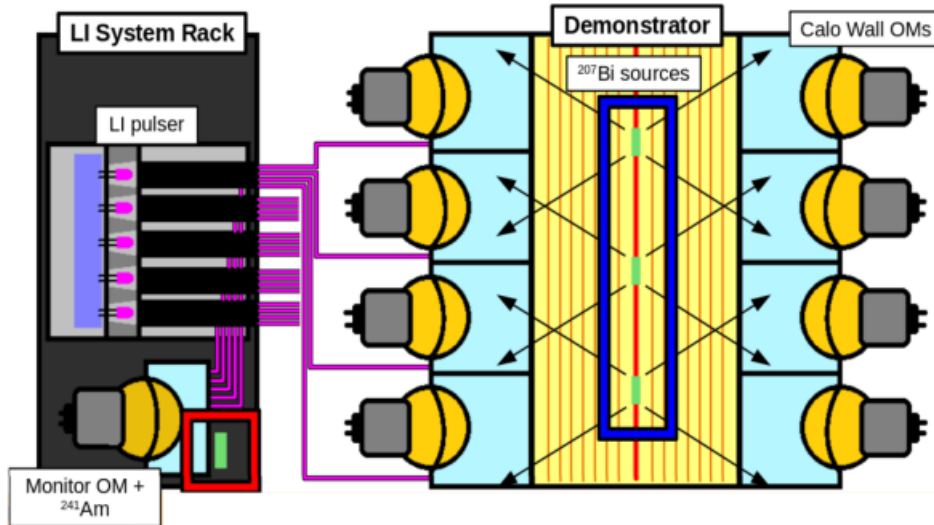 LI System Rack
Demonstrator
Calo Wall OMs
²⁰⁷Bi sources
LI pulser
Monitor OM +
²⁴¹Am